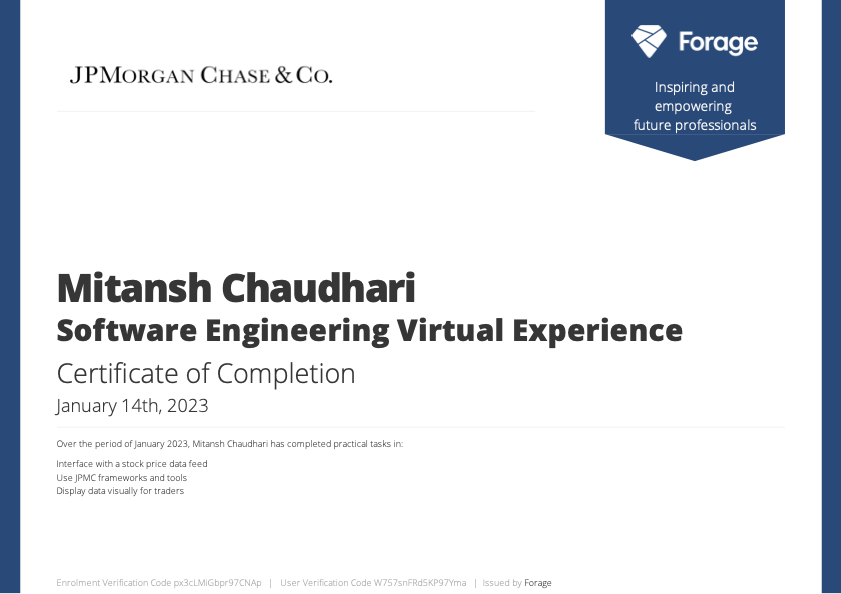 JPMORGAN CHASE & CO.
Forage
Inspiring and
empowering
future professionals
Mitansh Chaudhari
Software Engineering Virtual Experience
Certificate of Completion
January 14th, 2023
Over the period of January 2023, Mitansh Chaudhari has completed practical tasks in:
Interface with a stock price data feed
Use JPMC frameworks and tools
Display data visually for traders
Enrolment Verification Code px3cLMiGbpr97CNAp | User Verification Code W757snFRd5KP97Yma | Issued by Forage